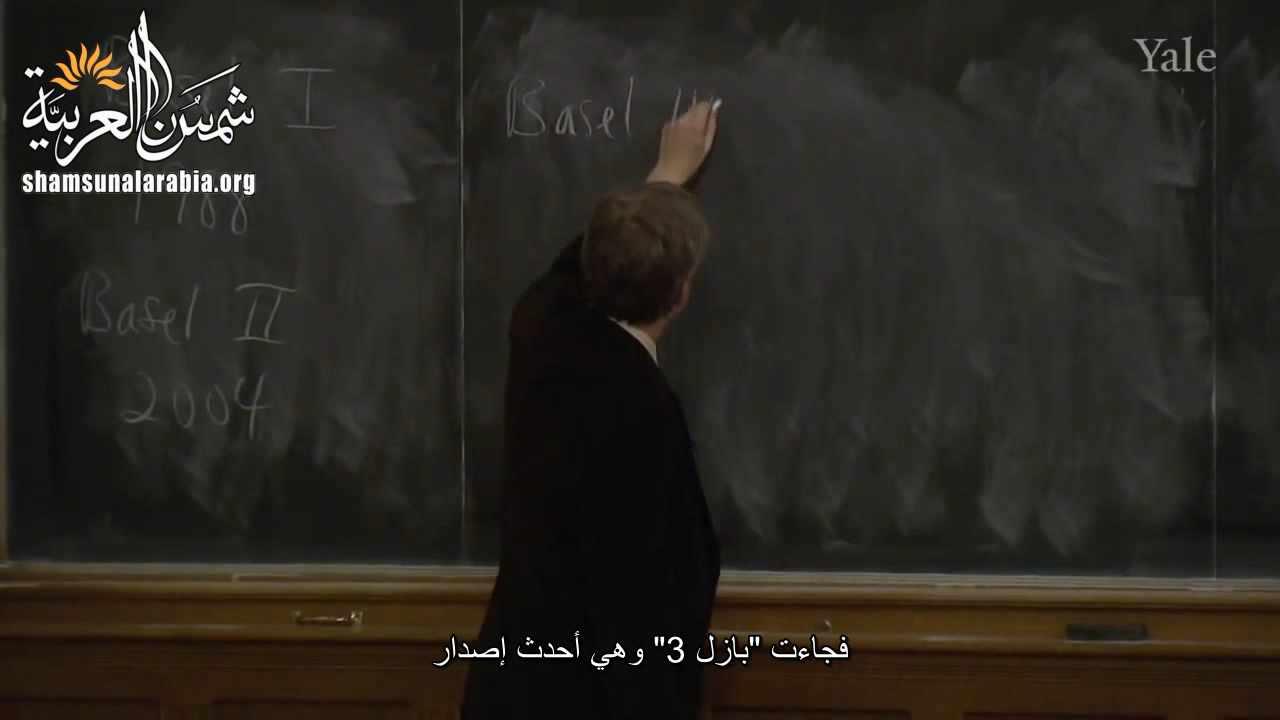 شمس العربية
shamsunalarabia.org
Yale
I
1988
Basel II
2004
Basel
فجاءت "بازل 3" وهي أحدث إصدار